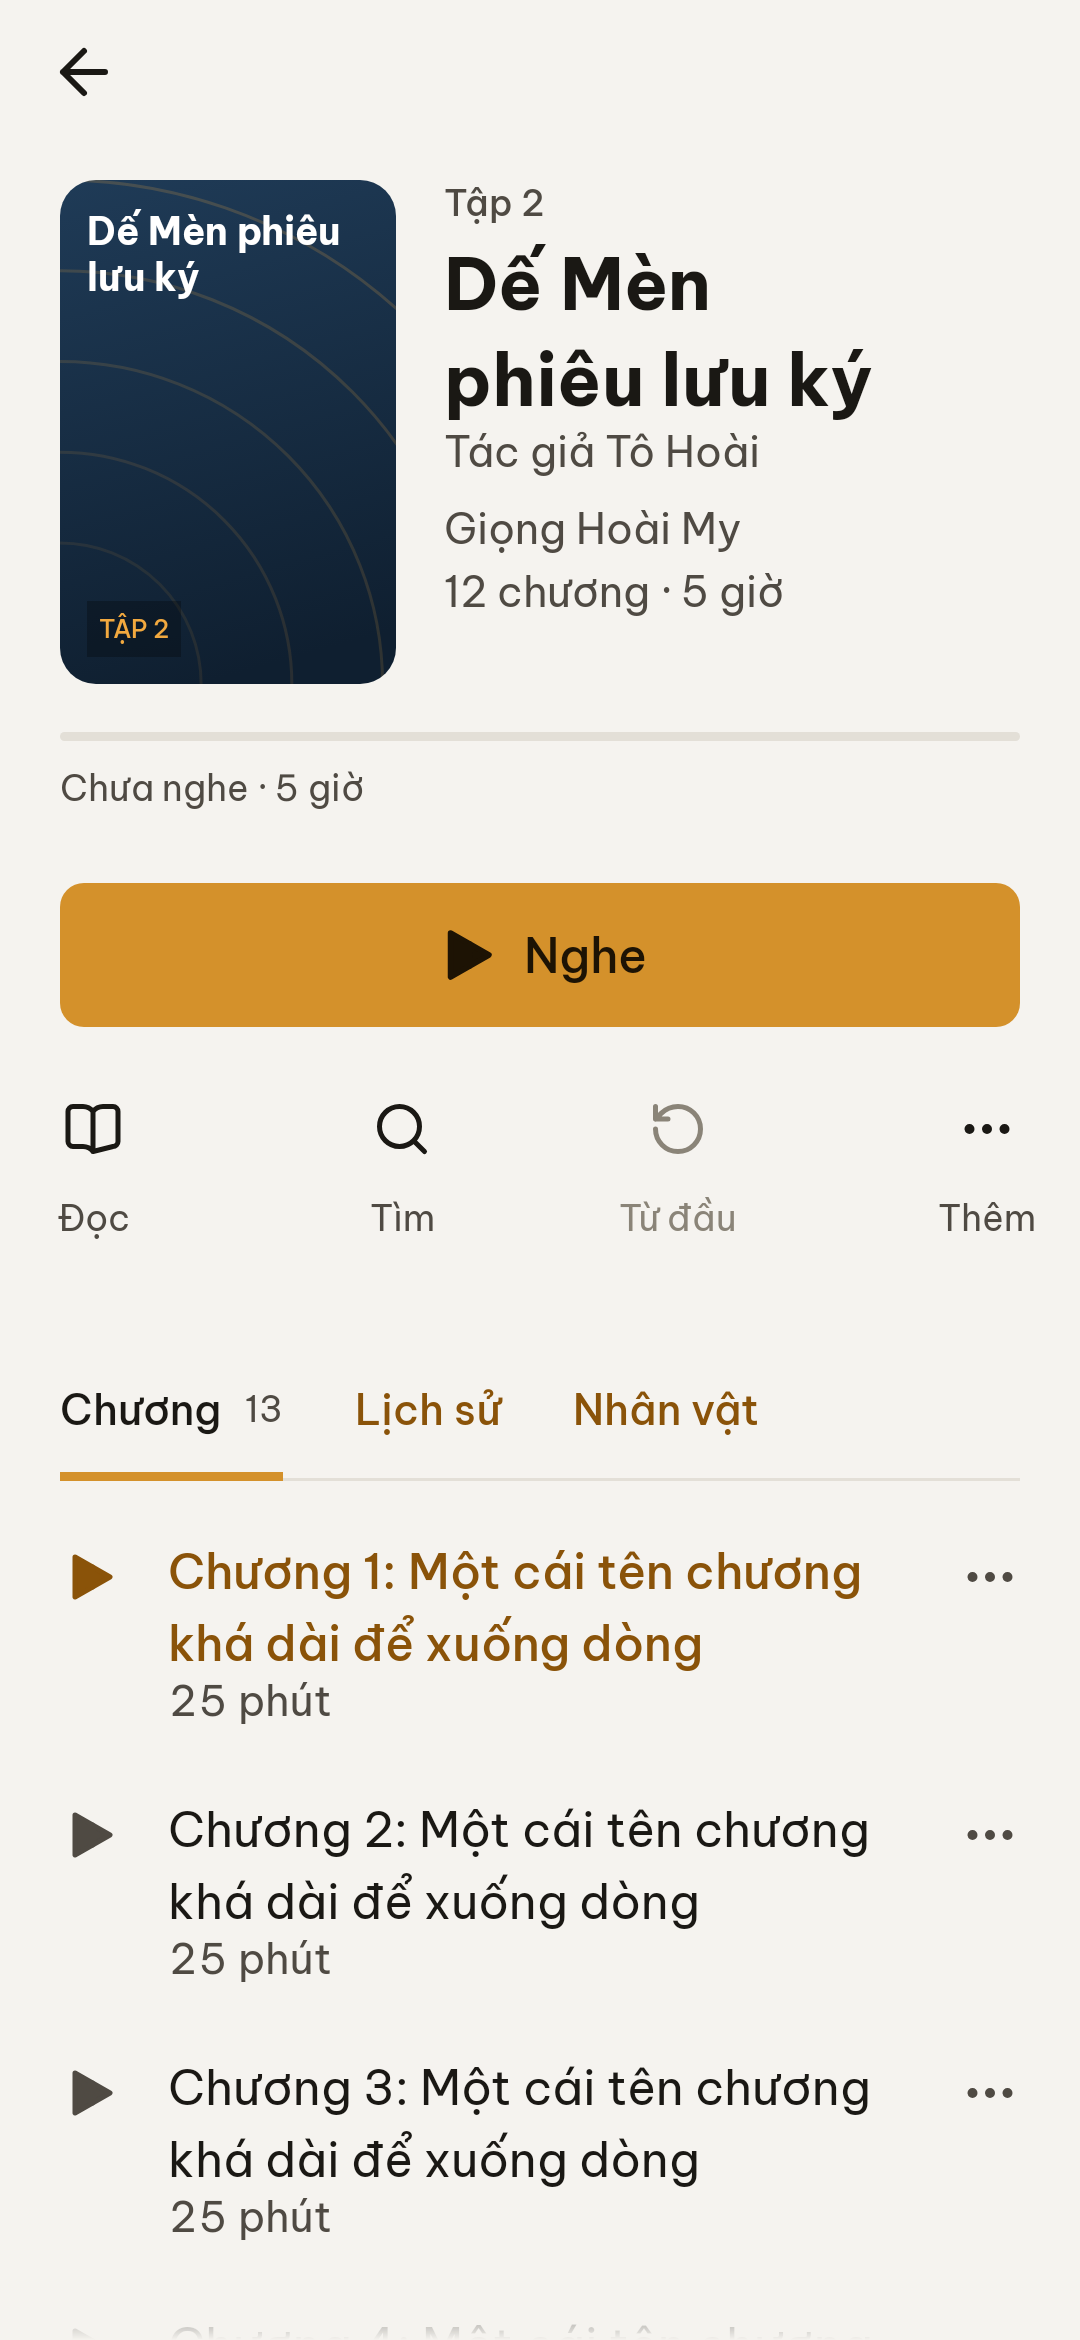 Dế Mèn phiêu
lưu ký
TẬP 2
Tập 2
Dế Mèn
phiêu lưu ký
Tác giả Tô Hoài
Giọng Hoài My
12 chương · 5 giờ
Chưa nghe · 5 giờ
Nghe
Đọc
Tìm
Từ đầu
Thêm
Chương 13
Lịch sử
Nhân vật
Chương 1: Một cái tên chương
khá dài để xuống dòng
25 phút
Chương 2: Một cái tên chương
khá dài để xuống dòng
25 phút
Chương 3: Một cái tên chương
khá dài để xuống dòng
25 phút